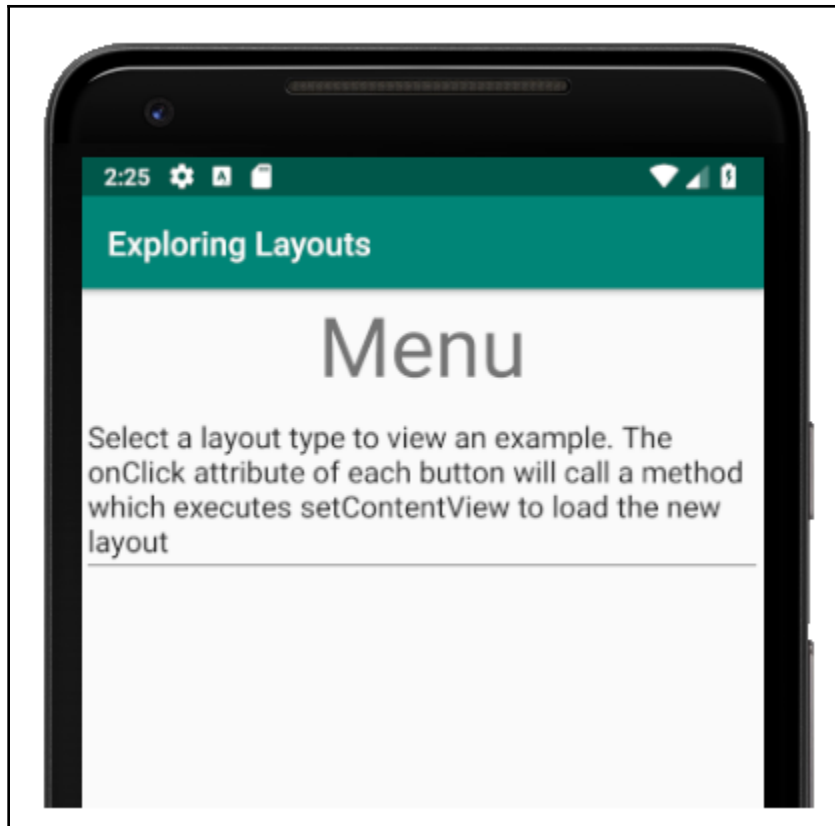 2:25
Exploring Layouts
Menu
Select a layout type to view an example. The
onClick attribute of each button will call a method
which executes setContentView to load the new
layout